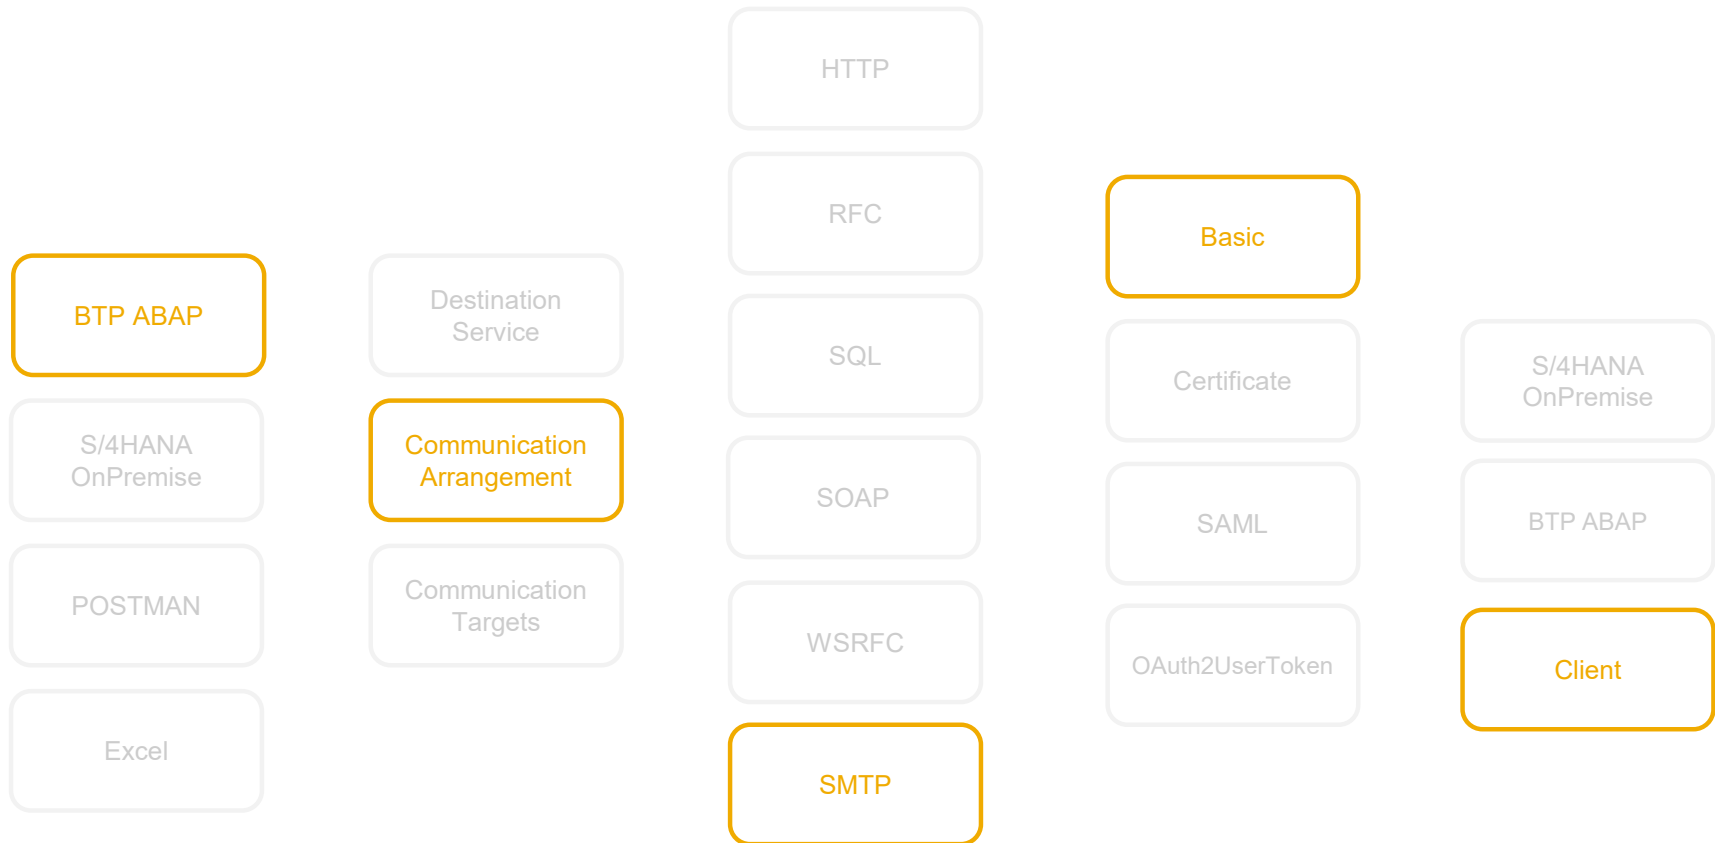 BTP ABAP
S/4HANA
OnPremise
POSTMAN
Excel
Destination
Service
Communication
Arrangement
Communication
Targets
HTTP
RFC
SQL
SOAP
WSRFC
SMTP
Basic
Certificate
SAML
OAuth2UserToken
S/4HANA
OnPremise
BTP ABAP
Client